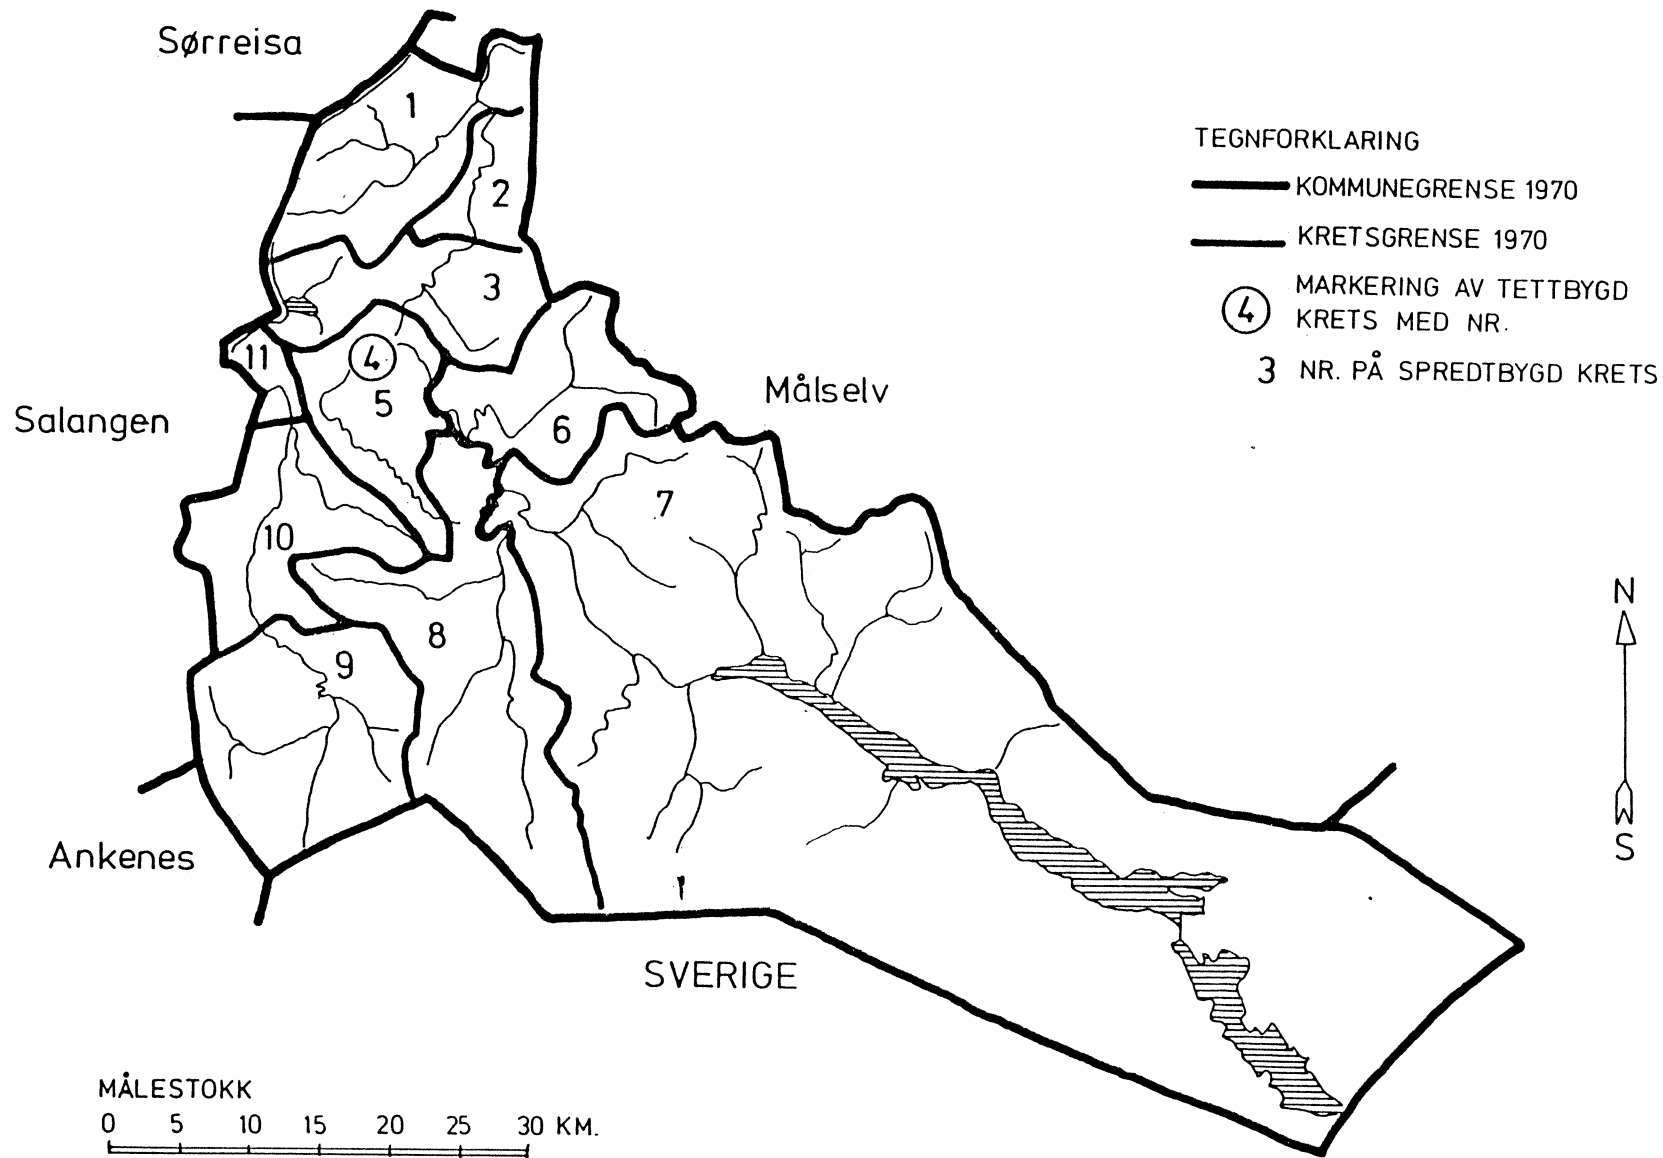 Sørreisa
1
TEGNFORKLARING
KOMMUNEGRENSE 1970
2
KRETSGRENSE 1970
3
MARKERING AV TETTBYGD
4
KRETS MED NR.
11
4
3 NR. PÅ SPREDTBYGD KRETS
5
Målselv
Salangen
6
7
10
N
8
9
S
Ankenes
SVERIGE
MÅLESTOKK
0 5 10 15 20 25 30 KM.